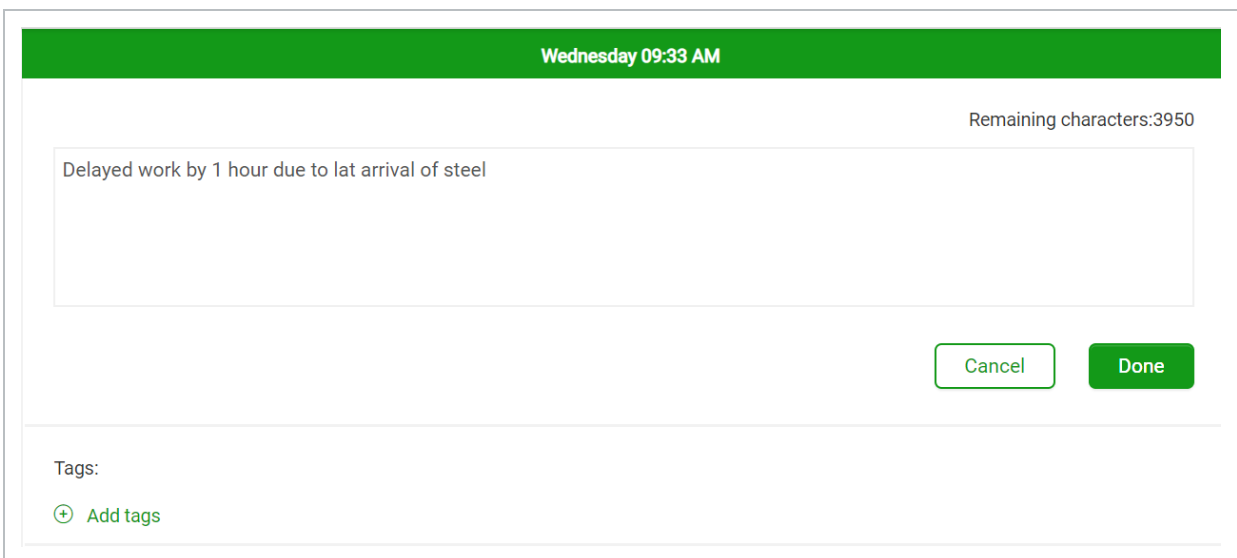 Wednesday 09:33 AM
Remaining characters:3950
Delayed work by 1 hour due to lat arrival of steel
Cancel
Done
Tags:
Add tags